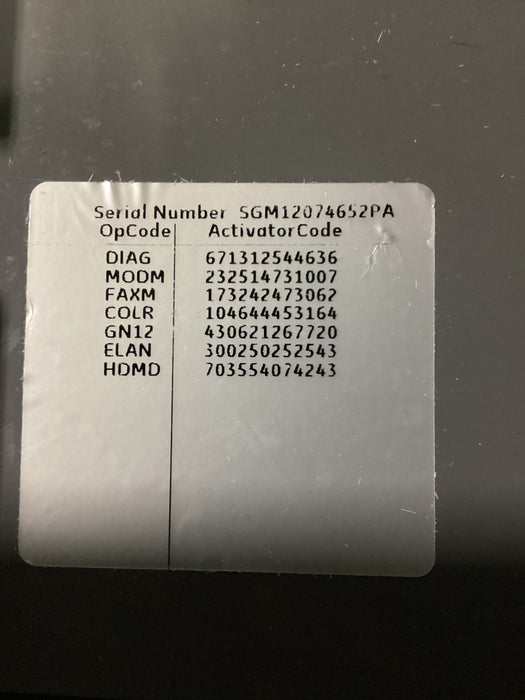 Serial Number SGM12074652PA
OpCode ActivatorCode
DIAG 671312544636
MODM 232514731007
FAXM 173242473062
COLR 104644453164
GN12 430621267720
ELAN 300250252543
HDMD 703554074243